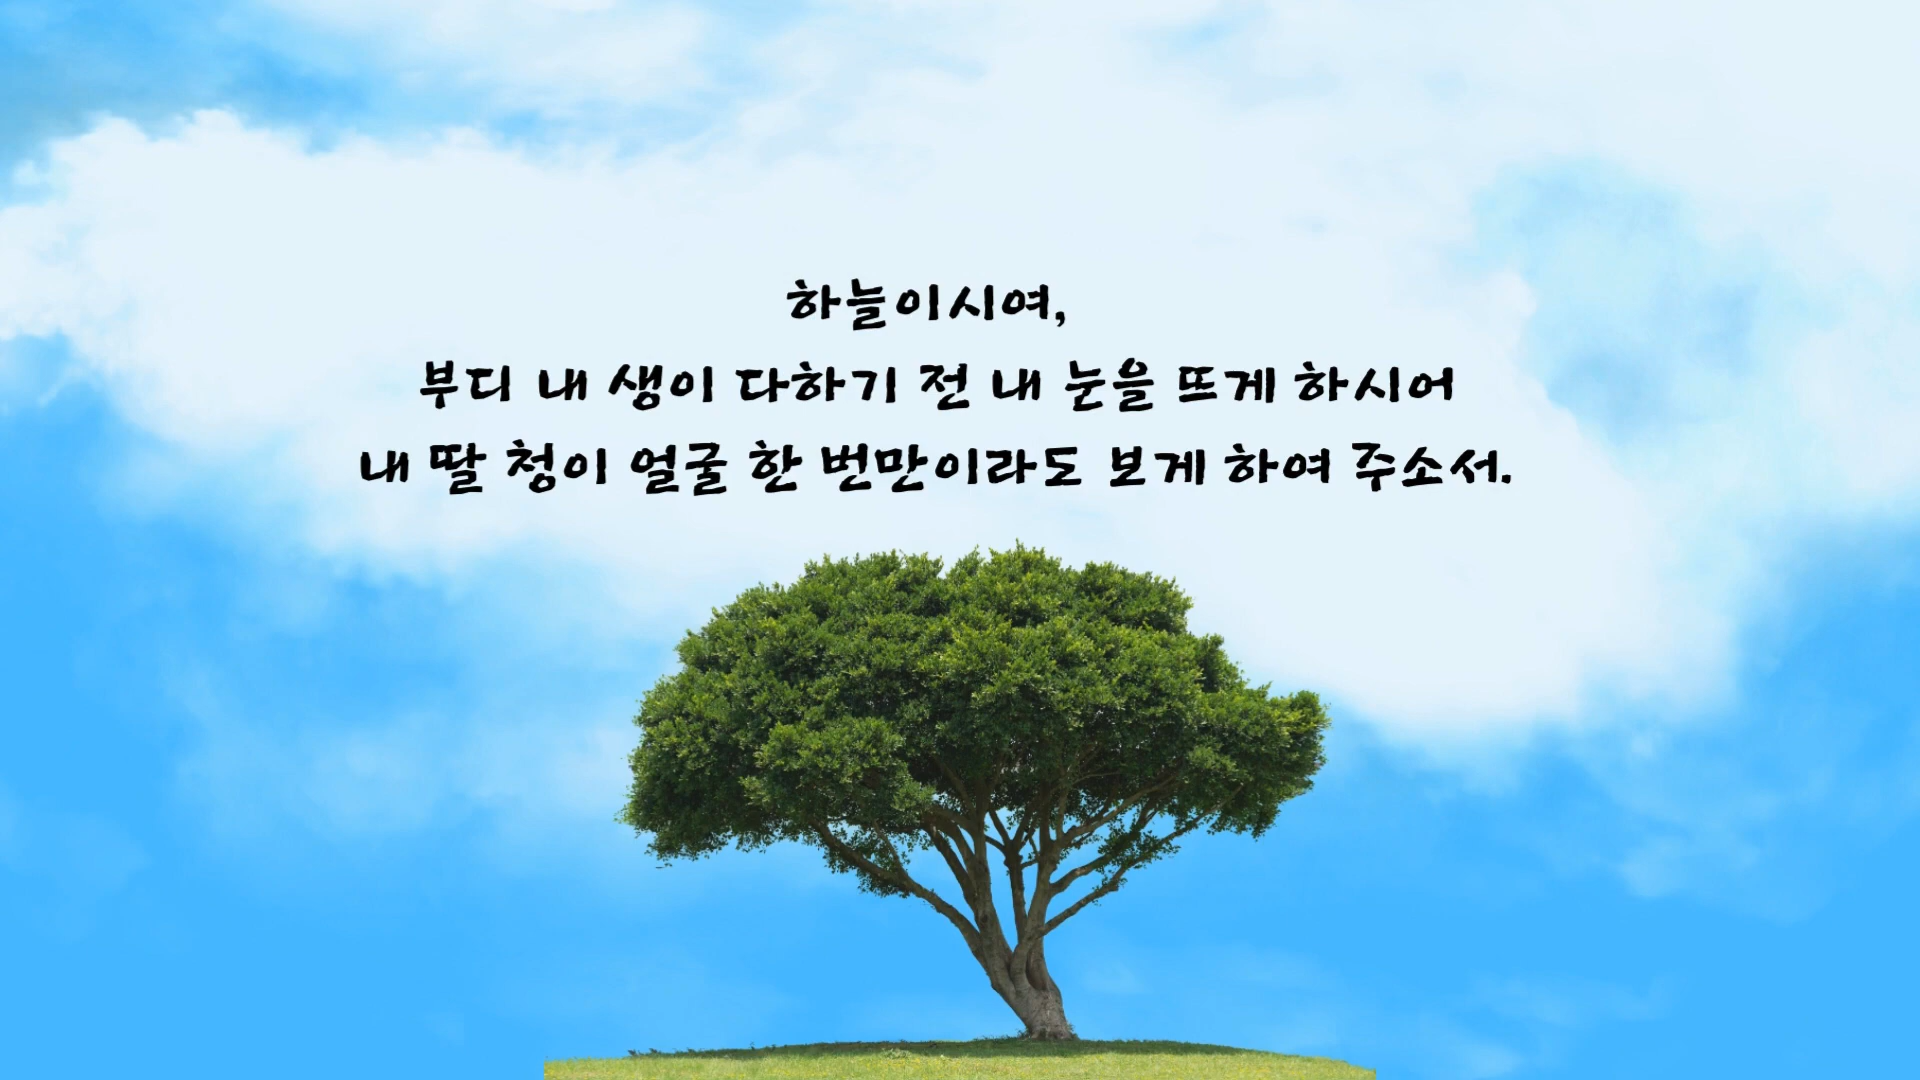 하늘이시여,
부디 내 생이 다하기 전 내 눈을 뜨게 하시어
내 딸 청이 얼굴 한 번만이라도 보게 하여 주소서.